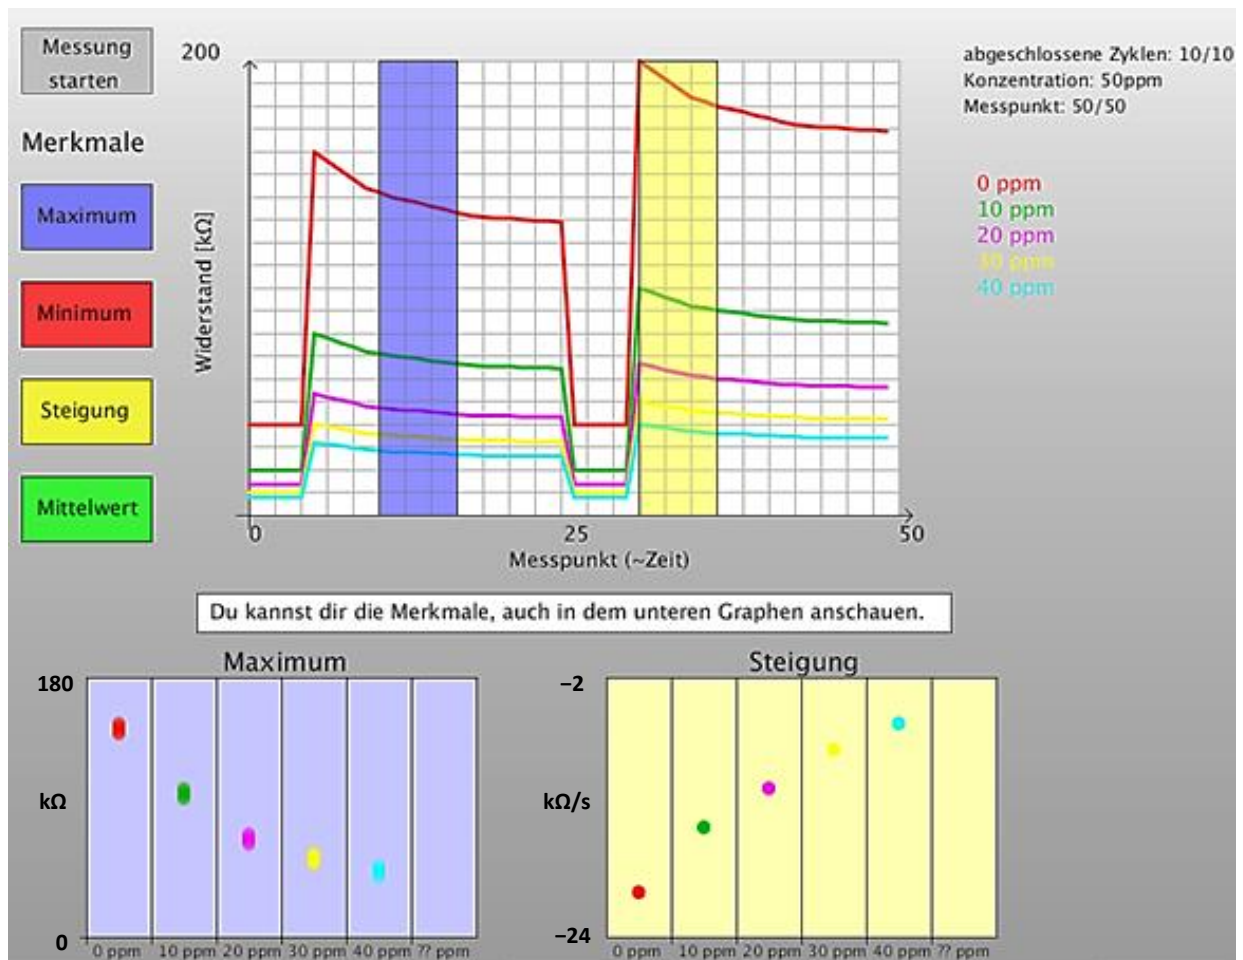 Messung
starten
Merkmale
Maximum
Minimum
Steigung
Mittelwert
200
Widerstand [kΩ]
0
25
50
Messpunkt (~Zeit)
abgeschlossene Zyklen: 10/10
Konzentration: 50ppm
Messpunkt: 50/50
0 ppm
10 ppm
20 ppm
30 ppm
40 ppm
Du kannst dir die Merkmale, auch in dem unteren Graphen anschauen.
Maximum
180
kΩ
0
0 ppm 10 ppm 20 ppm 30 ppm 40 ppm ?? ppm
Steigung
−2
kΩ/s
−24
0 ppm 10 ppm 20 ppm 30 ppm 40 ppm ?? ppm